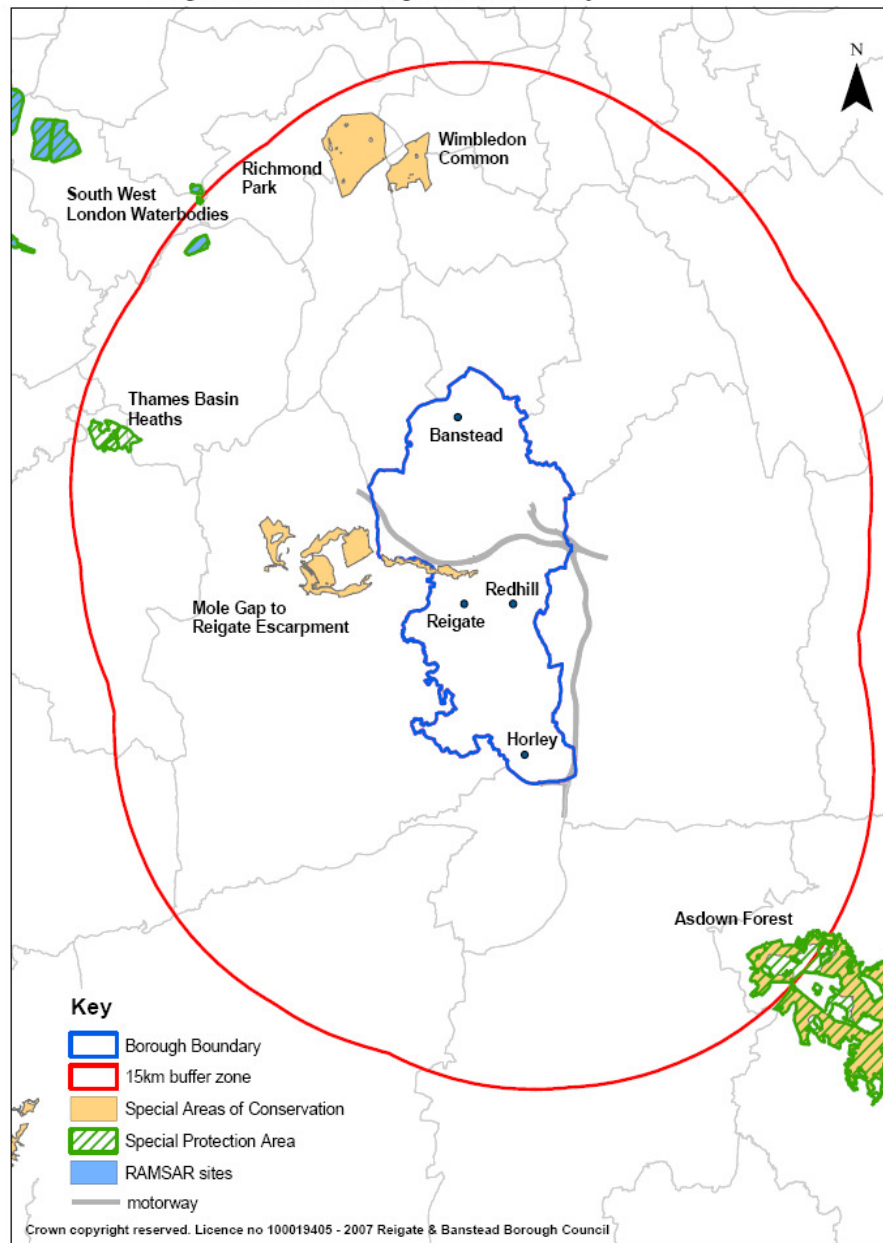 N
Richmond
Park
Wimbledon
Common
South West
London Waterbodies
Thames Basin
Heaths
Banstead
Mole Gap to
Reigate Escarpment
Redhill
Reigate
Horley
Asdown Forest
Key
Borough Boundary
15km buffer zone
Special Areas of Conservation
Special Protection Area
RAMSAR sites
motorway
Crown copyright reserved. Licence no 100019405 - 2007 Reigate & Banstead Borough Council